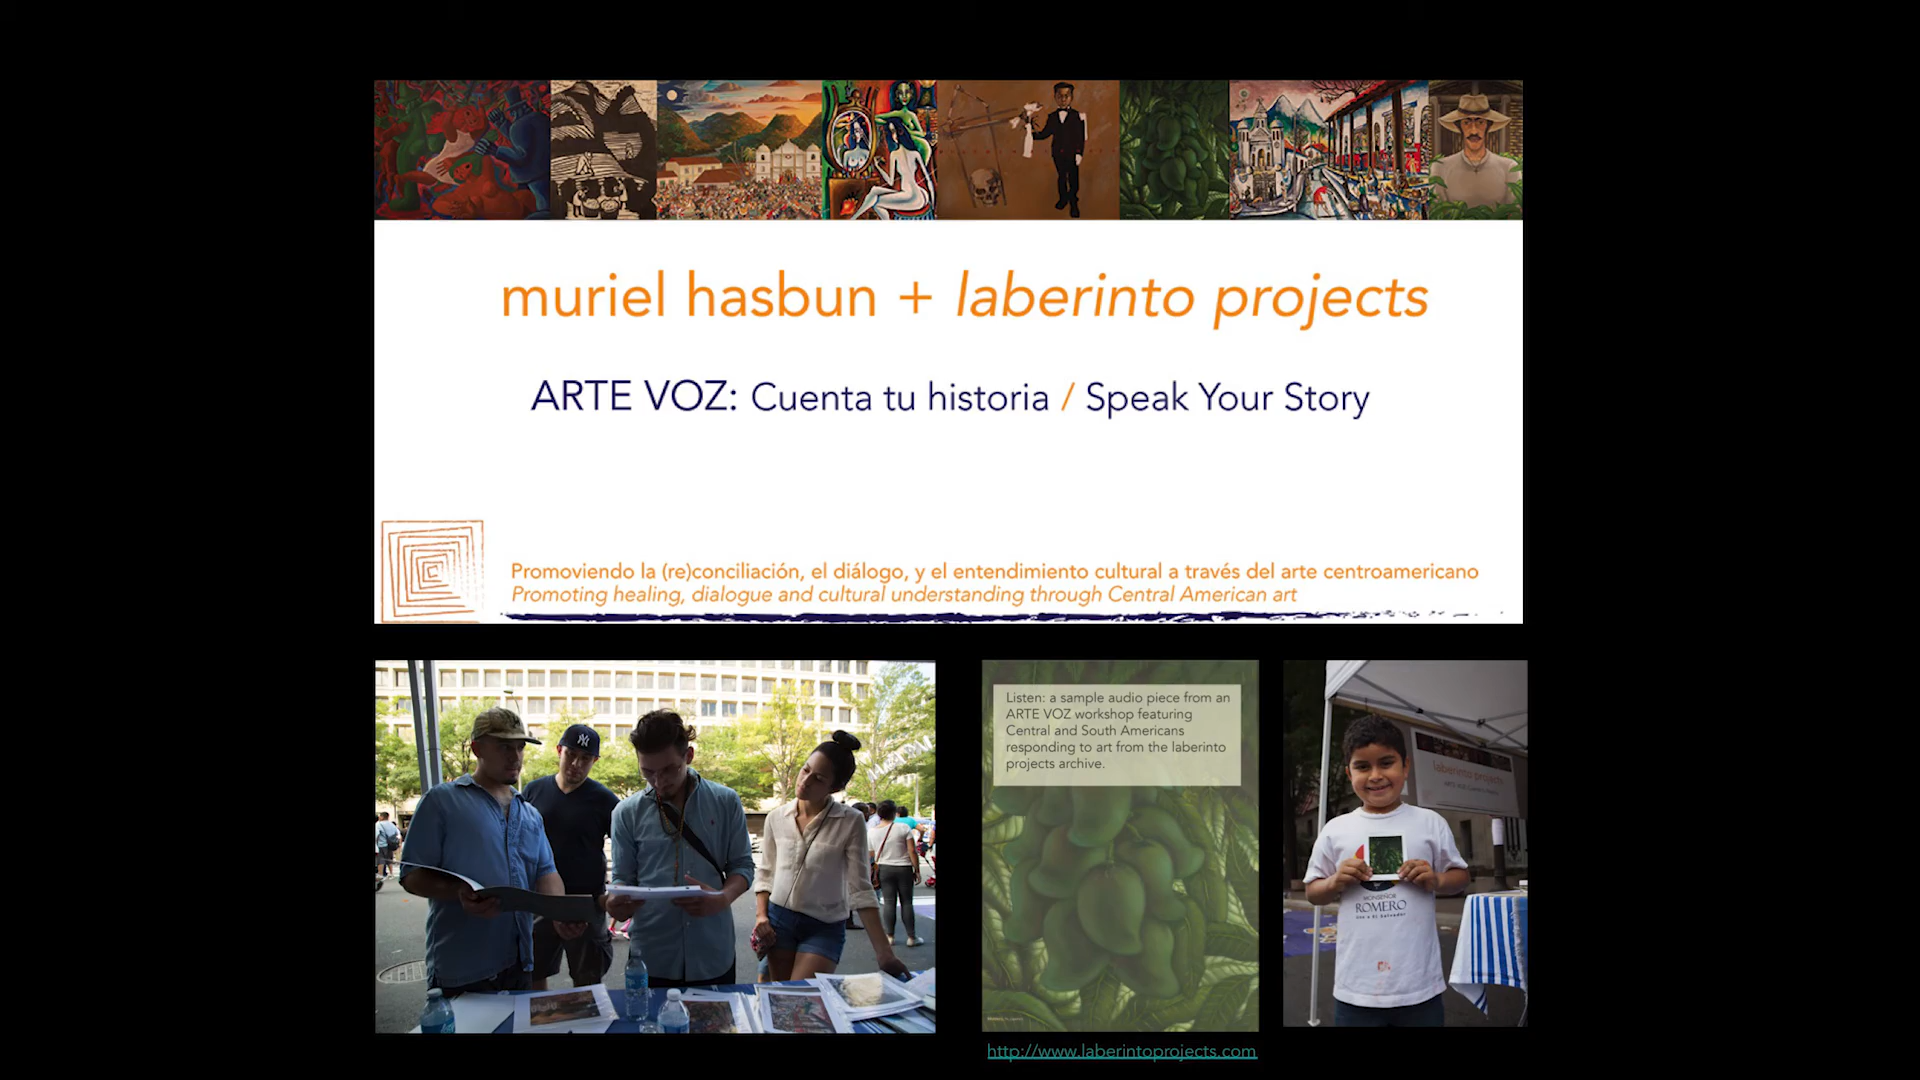 muriel hasbun + laberinto projects
ARTE VOZ: Cuenta tu historia / Speak Your Story
Promoviendo la (re)conciliación, el diálogo, y el entendimiento cultural a través del arte centroamericano
Promoting healing, dialogue and cultural understanding through Central American art
Listen: a sample audio piece from an
ARTE VOZ workshop featuring
Central and South Americans
responding to art from the laberinto
projects archive.
laberinto projects
MONSEÑOR
ROMERO
http://www.laberintoprojects.com